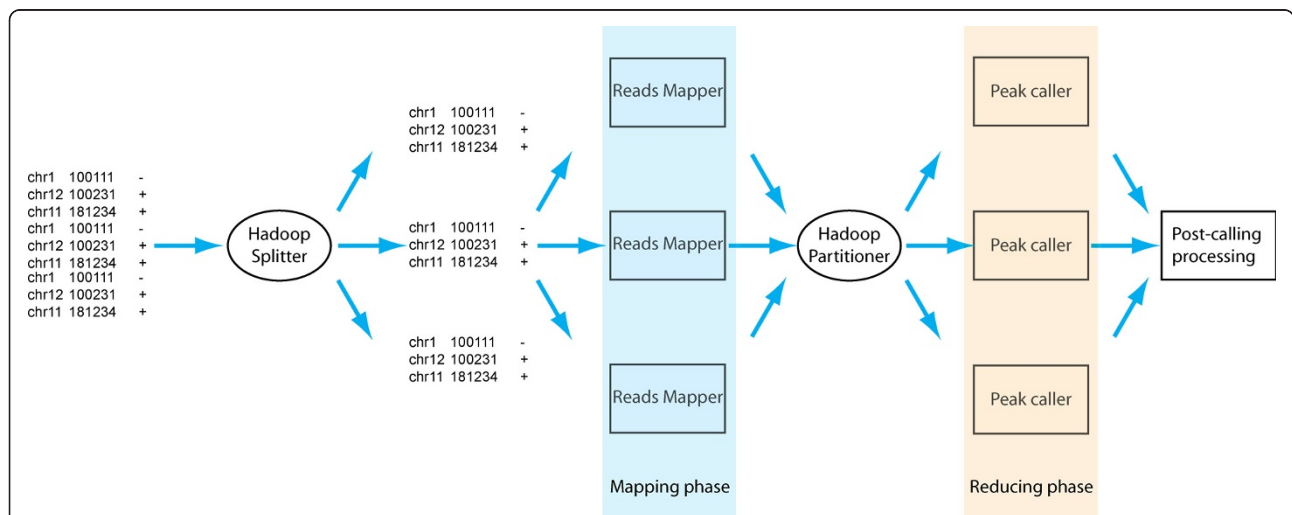 chr1 100111 -
chr12 100231 +
chr11 181234 +
chr1 100111 -
chr12 100231 +
chr11 181234 +
chr1 100111 -
chr12 100231 +
chr11 181234 +
Hadoop
Splitter
chr1 100111 -
chr12 100231 +
chr11 181234 +
chr1 100111 -
chr12 100231 +
chr11 181234 +
chr1 100111 -
chr12 100231 +
chr11 181234 +
Reads Mapper
Reads Mapper
Reads Mapper
Mapping phase
Hadoop
Partitioner
Peak caller
Peak caller
Peak caller
Reducing phase
Post-calling
processing